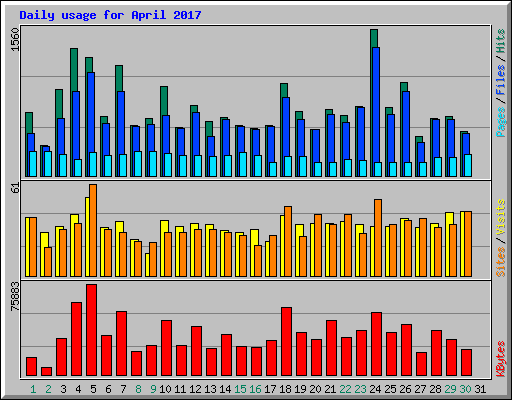 Daily usage for April 2017
1560
Pages/Files/Hits
61
Sites/Visits
75883
KBytes
1 2 3 4 5 6 7 8 9 10 11 12 13 14 15 16 17 18 19 20 21 22 23 24 25 26 27 28 29 30 31